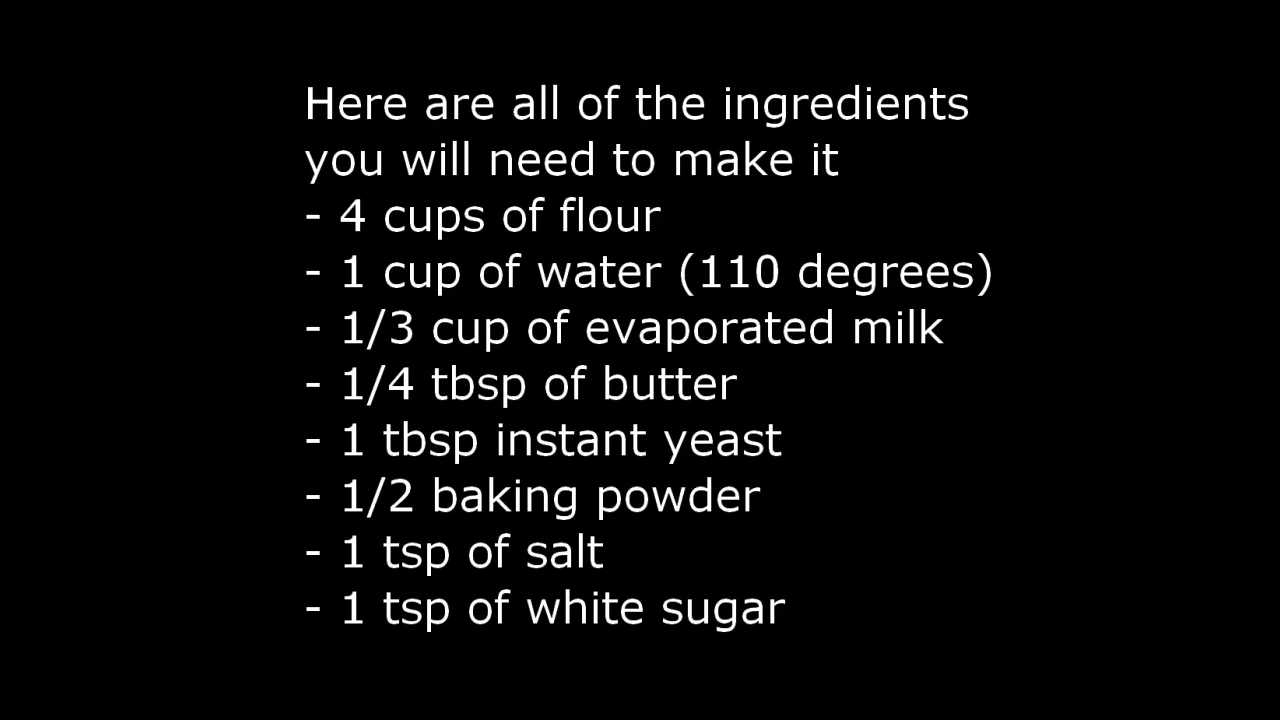 Here are all of the ingredients
you will need to make it
- 4 cups of flour
- 1 cup of water (110 degrees)
- 1/3 cup of evaporated milk
- 1/4 tbsp of butter
- 1 tbsp instant yeast
- 1/2 baking powder
- 1 tsp of salt
- 1 tsp of white sugar